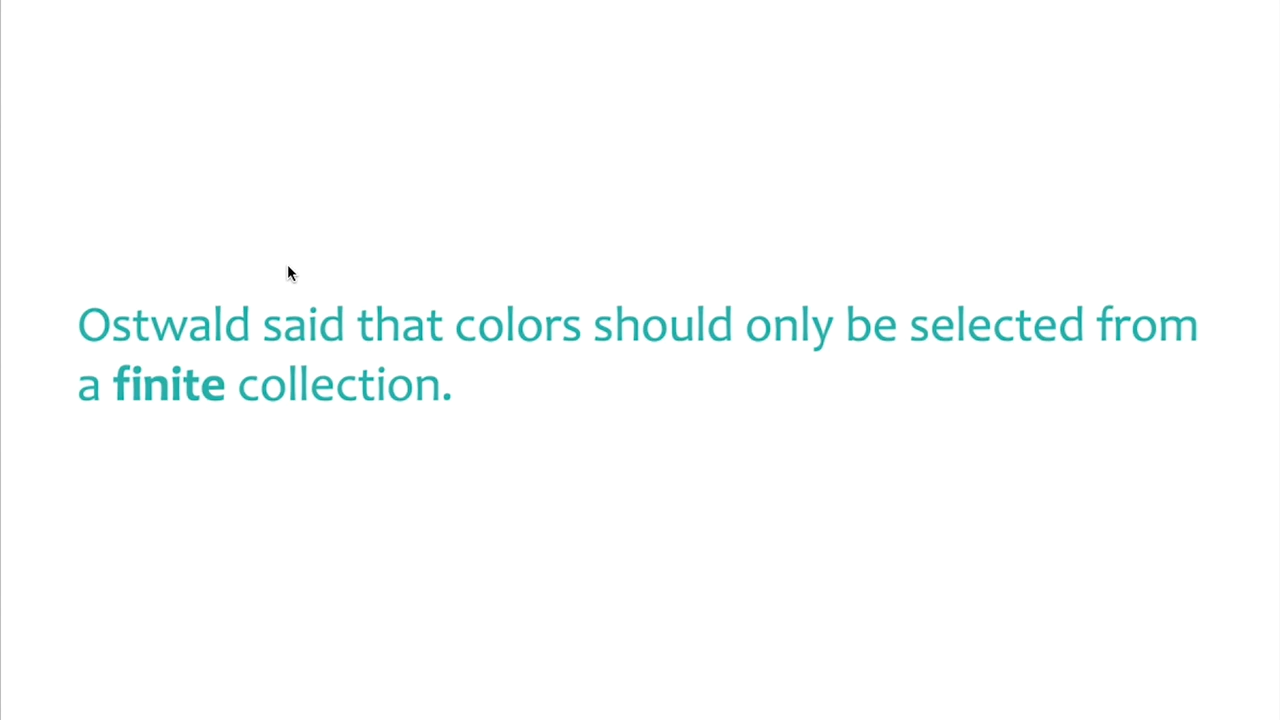 Ostwald said that colors should only be selected from
a finite collection.